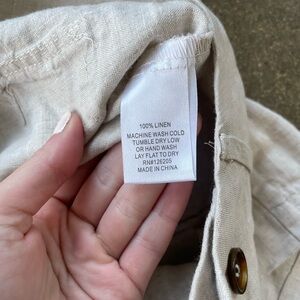 100% LINEN
MACHINE WASH COLD
TUMBLE DRY LOW
OR HAND WASH
LAY FLAT TO DRY
RN#126205
MADE IN CHINA